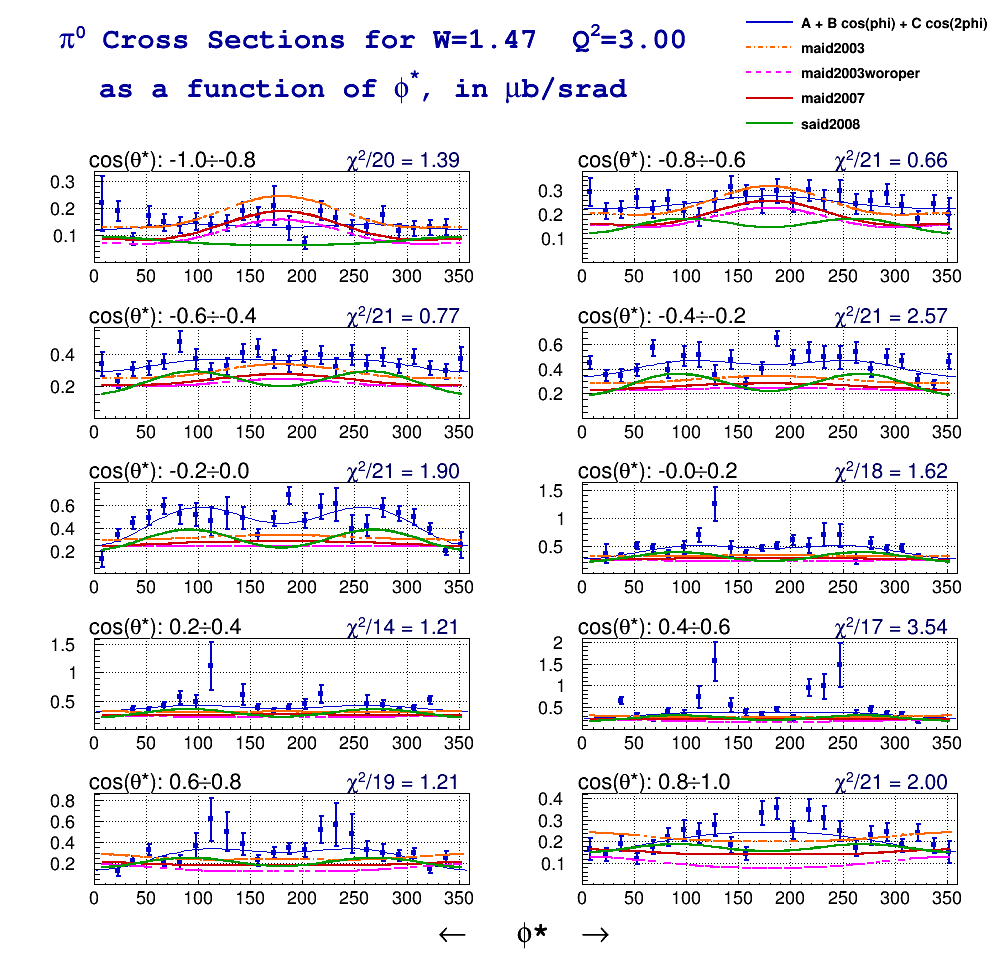 π⁰ Cross Sections for W=1.47 Q²=3.00
as a function of ϕ*, in μb/srad
A + B cos(phi) + C cos(2phi)
maid2003
maid2003woroper
maid2007
said2008
cos(θ*): -1.0÷-0.8 χ²/20 = 1.39
0.3
0.2
0.1
0 50 100 150 200 250 300 350
cos(θ*): -0.8÷-0.6 χ²/21 = 0.66
0.3
0.2
0.1
0 50 100 150 200 250 300 350
cos(θ*): -0.6÷-0.4 χ²/21 = 0.77
0.4
0.2
0 50 100 150 200 250 300 350
cos(θ*): -0.4÷-0.2 χ²/21 = 2.57
0.6
0.4
0.2
0 50 100 150 200 250 300 350
cos(θ*): -0.2÷0.0 χ²/21 = 1.90
0.6
0.4
0.2
0 50 100 150 200 250 300 350
cos(θ*): -0.0÷0.2 χ²/18 = 1.62
1.5
1
0.5
0 50 100 150 200 250 300 350
cos(θ*): 0.2÷0.4 χ²/14 = 1.21
1.5
1
0.5
0 50 100 150 200 250 300 350
cos(θ*): 0.4÷0.6 χ²/17 = 3.54
2
1.5
1
0.5
0 50 100 150 200 250 300 350
cos(θ*): 0.6÷0.8 χ²/19 = 1.21
0.8
0.6
0.4
0.2
0 50 100 150 200 250 300 350
cos(θ*): 0.8÷1.0 χ²/21 = 2.00
0.4
0.3
0.2
0.1
0 50 100 150 200 250 300 350
← ϕ* →